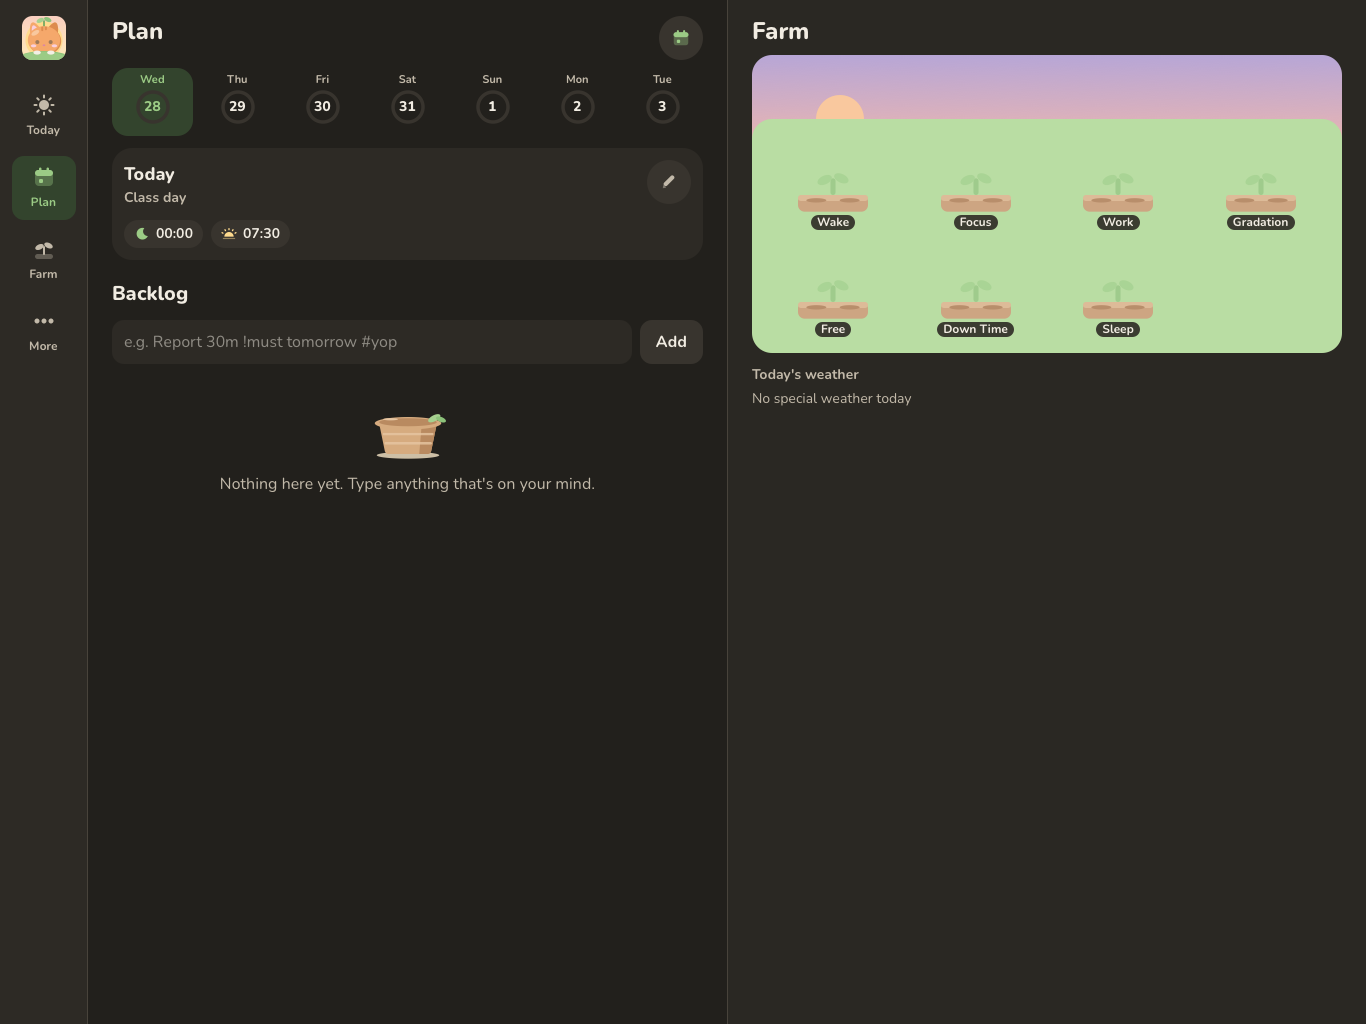 Today
Plan
Farm
More
Plan
Wed
Thu
Fri
Sat
Sun
Mon
Tue
28
29
30
31
1
2
3
Today
Class day
00:00
07:30
Backlog
e.g. Report 30m !must tomorrow #yop
Add
Nothing here yet. Type anything that's on your mind.
Farm
Wake
Focus
Work
Gradation
Free
Down Time
Sleep
Today's weather
No special weather today